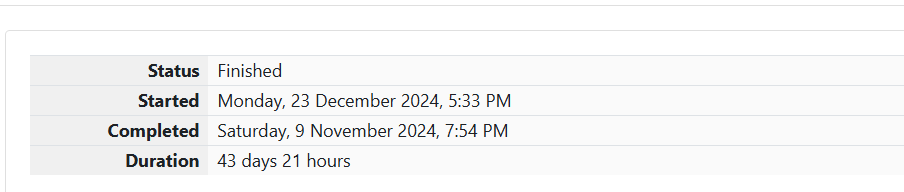 Status Finished
Started Monday, 23 December 2024, 5:33 PM
Completed Saturday, 9 November 2024, 7:54 PM
Duration 43 days 21 hours